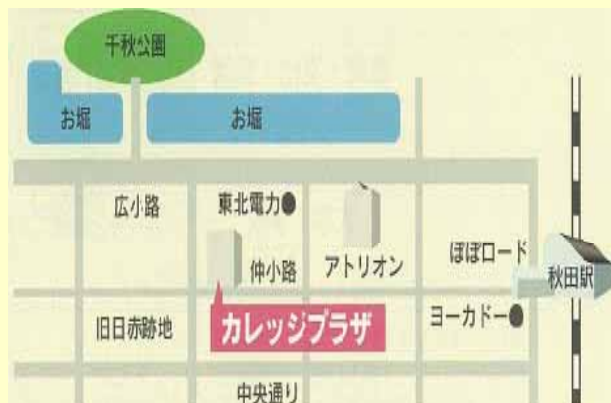 千秋公園
お堀
お堀
広小路
東北電力●
ぽぽロード
仲小路
アトリオン
秋田駅
旧日赤跡地
カレッジプラザ
ヨーカドー●
中央通り